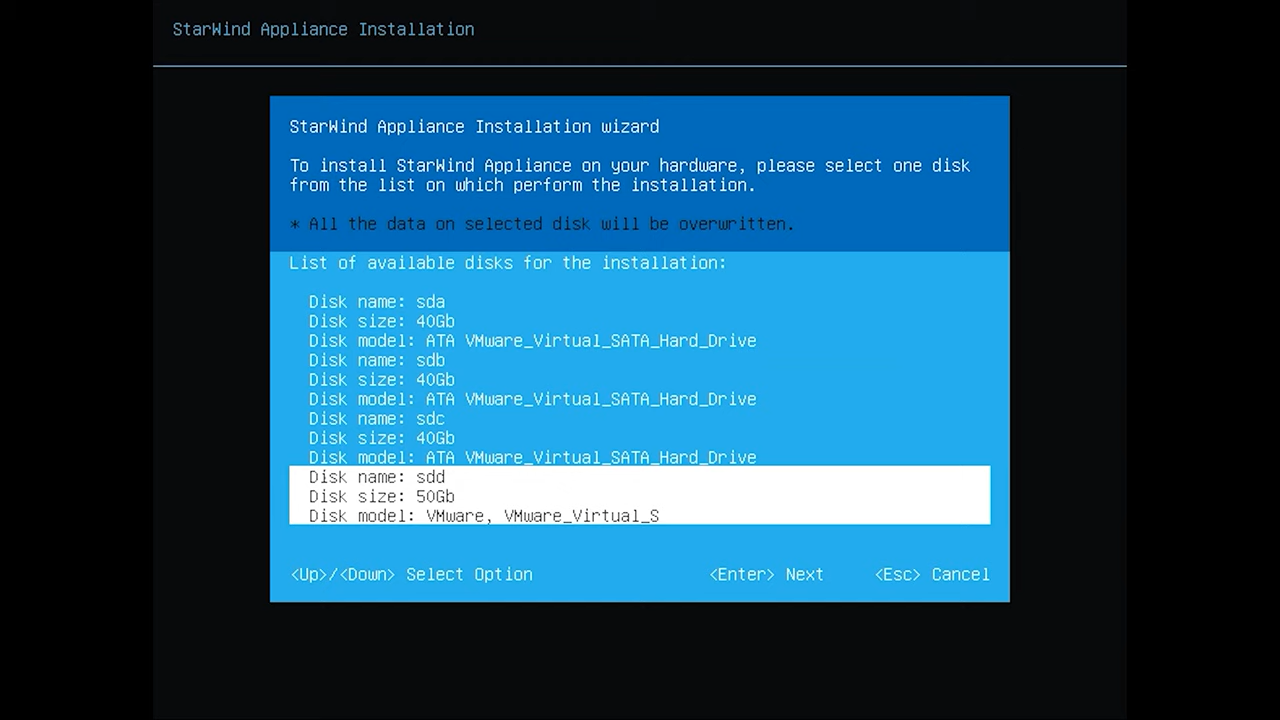 StarWind Appliance Installation
StarWind Appliance Installation wizard
To install StarWind Appliance on your hardware, please select one disk
from the list on which perform the installation.
* All the data on selected disk will be overwritten.
List of available disks for the installation:
Disk name: sda
Disk size: 40Gb
Disk model: ATA VMware_Virtual_SATA_Hard_Drive
Disk name: sdb
Disk size: 40Gb
Disk model: ATA VMware_Virtual_SATA_Hard_Drive
Disk name: sdc
Disk size: 40Gb
Disk model: ATA VMware_Virtual_SATA_Hard_Drive
Disk name: sdd
Disk size: 50Gb
Disk model: VMware, VMware_Virtual_S
<Up>/<Down> Select Option <Enter> Next <Esc> Cancel